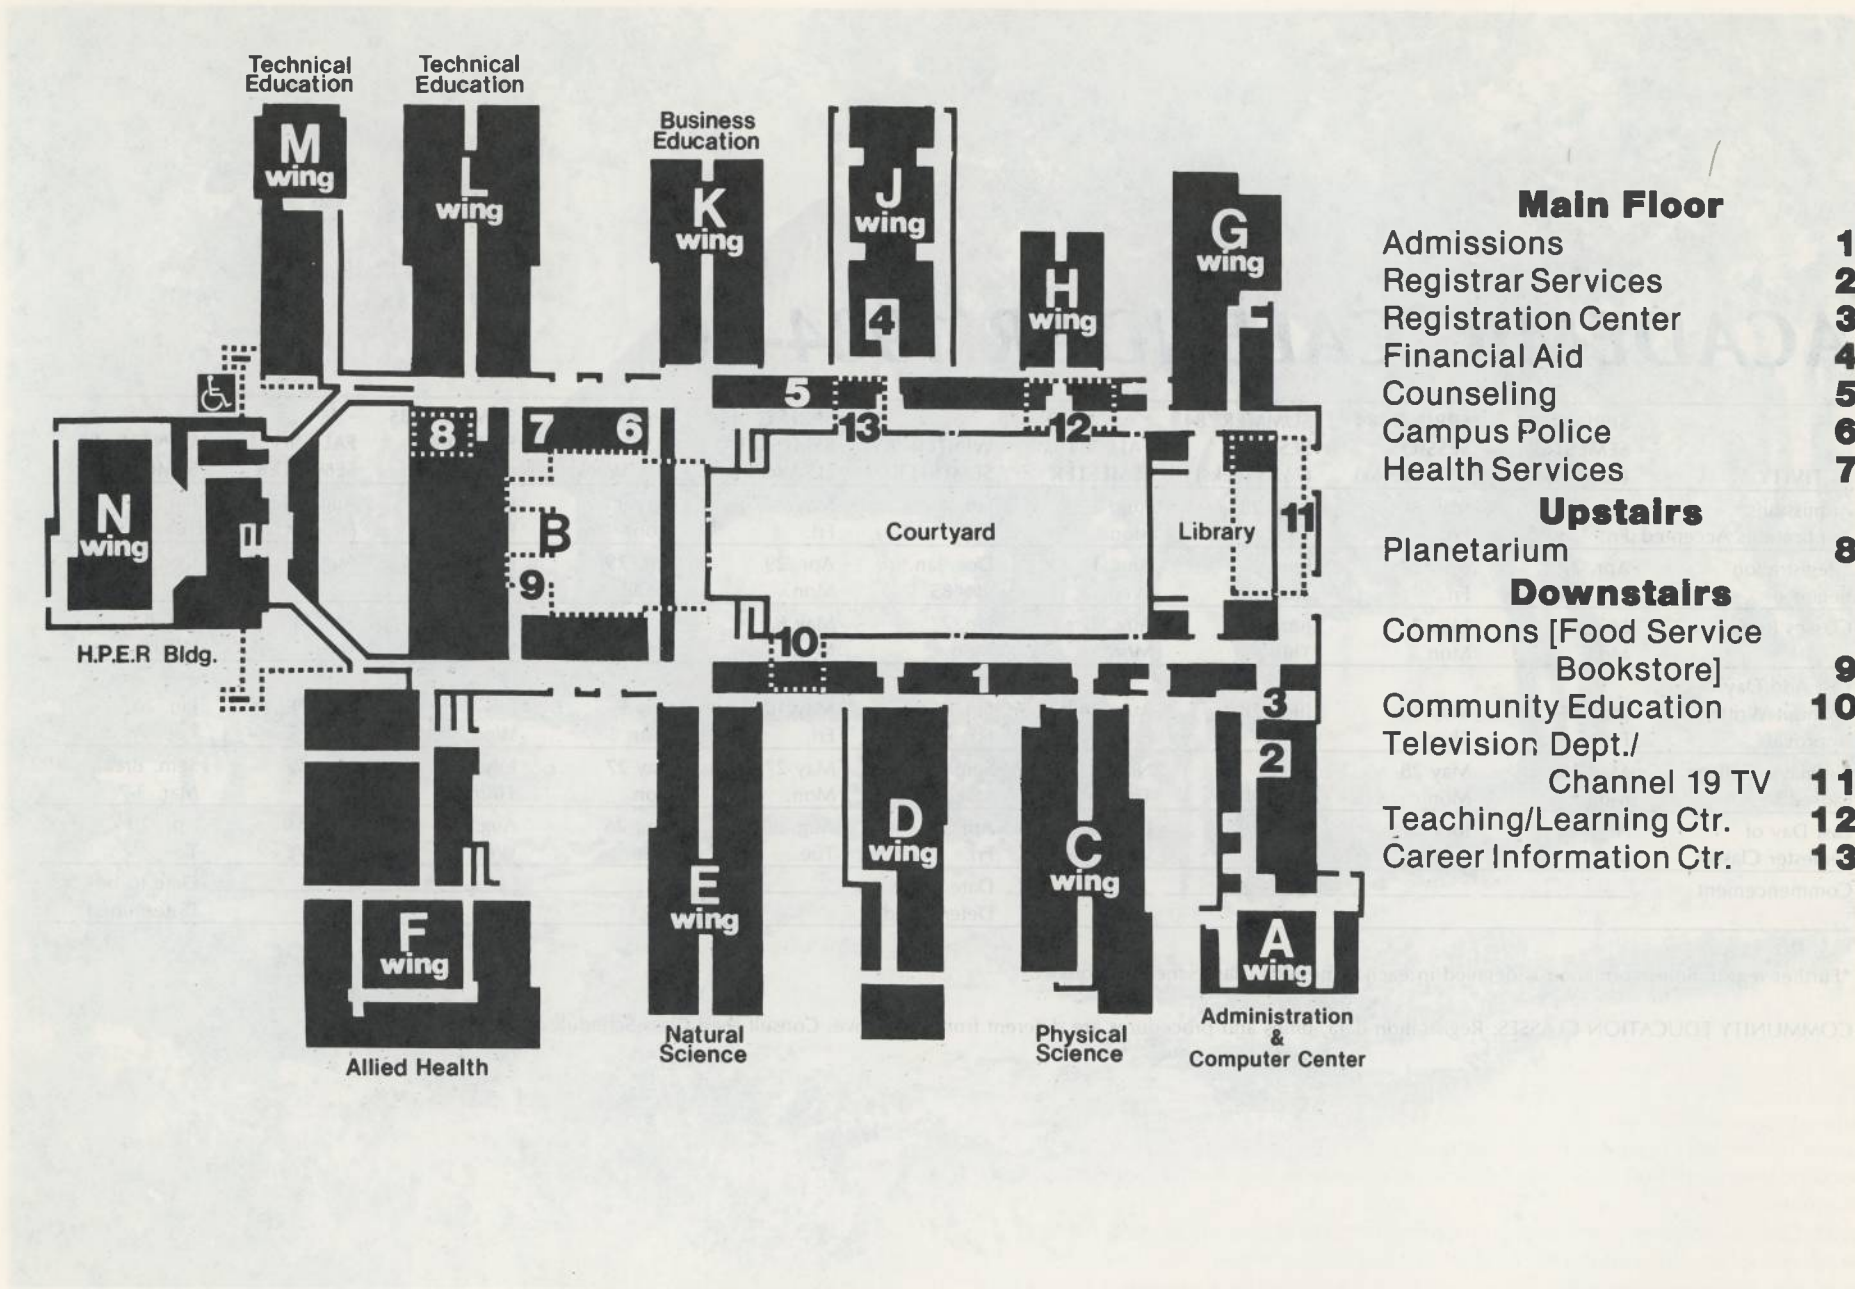 Technical
Education
Technical
Education
Business
Education
M
wing
L
wing
K
wing
J
wing
4
H
wing
G
wing
5
13
12
8
7
6
N
wing
B
9
Courtyard
Library
11
H.P.E.R Bldg.
10
1
3
2
F
wing
E
wing
D
wing
C
wing
A
wing
Allied Health
Natural
Science
Physical
Science
Administration
&
Computer Center
Main Floor
Admissions 1
Registrar Services 2
Registration Center 3
Financial Aid 4
Counseling 5
Campus Police 6
Health Services 7
Upstairs
Planetarium 8
Downstairs
Commons [Food Service
Bookstore] 9
Community Education 10
Television Dept./
Channel 19 TV 11
Teaching/Learning Ctr. 12
Career Information Ctr. 13